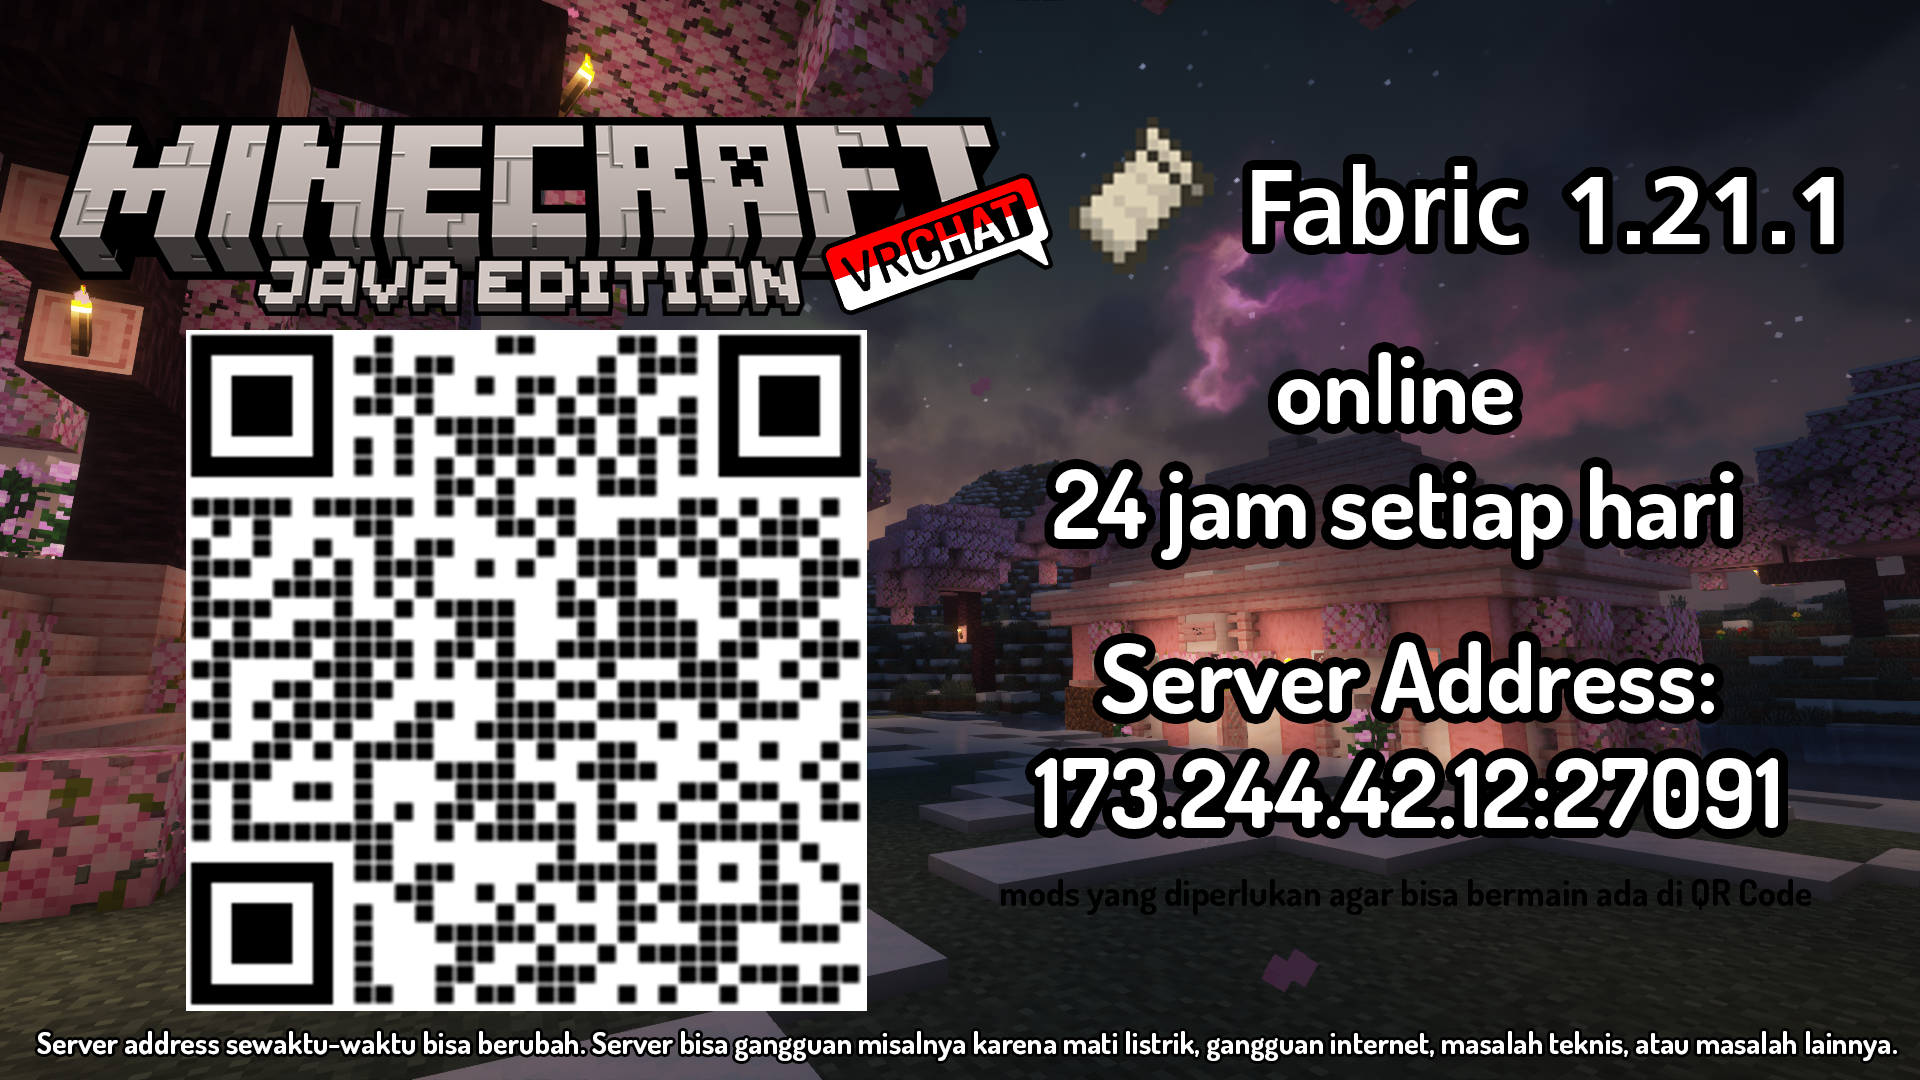 MINECRAFT
JAVA EDITION
VRCHAT
Fabric 1.21.1
online
24 jam setiap hari
Server Address:
173.244.42.12:27091
mods yang diperlukan agar bisa bermain ada di QR Code
Server address sewaktu-waktu bisa berubah. Server bisa gangguan misalnya karena mati listrik, gangguan internet, masalah teknis, atau masalah lainnya.